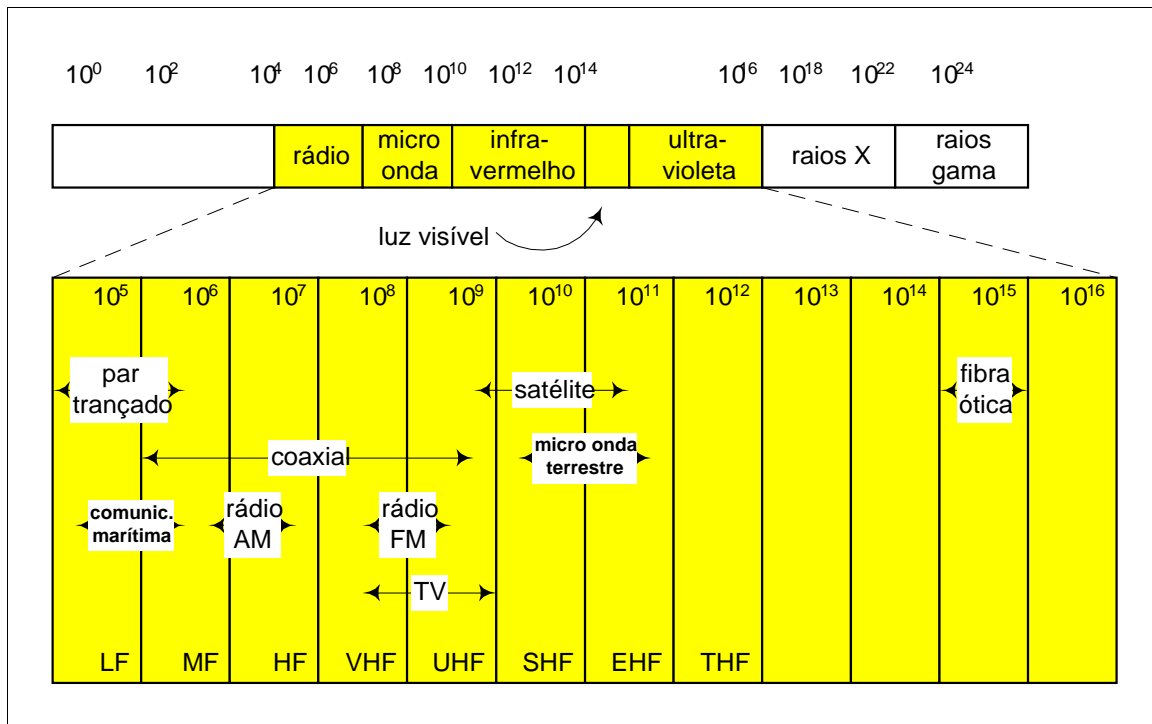 10⁰ 10² 10⁴ 10⁶ 10⁸ 10¹⁰ 10¹² 10¹⁴ 10¹⁶ 10¹⁸ 10²² 10²⁴
rádio
micro
onda
infra-
vermelho
ultra-
violeta
raios X
raios
gama
luz visível
10⁵ 10⁶ 10⁷ 10⁸ 10⁹ 10¹⁰ 10¹¹ 10¹² 10¹³ 10¹⁴ 10¹⁵ 10¹⁶
par
trançado
satélite
fibra
ótica
coaxial
micro onda
terrestre
comunic.
marítima
rádio
AM
rádio
FM
TV
LF MF HF VHF UHF SHF EHF THF